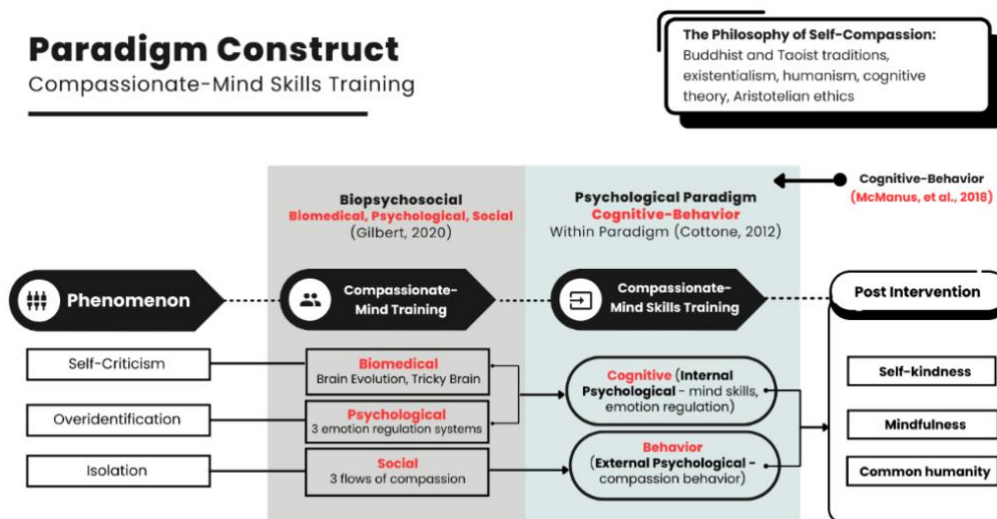 Paradigm Construct
Compassionate-Mind Skills Training
The Philosophy of Self-Compassion:
Buddhist and Taoist traditions,
existentialism, humanism, cognitive
theory, Aristotelian ethics
Biopsychosocial
Biomedical, Psychological, Social
(Gilbert, 2020)
Psychological Paradigm
Cognitive-Behavior
Within Paradigm (Cottone, 2012)
Cognitive-Behavior
(McManus, et al., 2018)
Phenomenon
Compassionate-
Mind Training
Compassionate-
Mind Skills Training
Post Intervention
Self-Criticism
Overidentification
Isolation
Biomedical
Brain Evolution, Tricky Brain
Psychological
3 emotion regulation systems
Social
3 flows of compassion
Cognitive (Internal
Psychological - mind skills,
emotion regulation)
Behavior
(External Psychological -
compassion behavior)
Self-kindness
Mindfulness
Common humanity